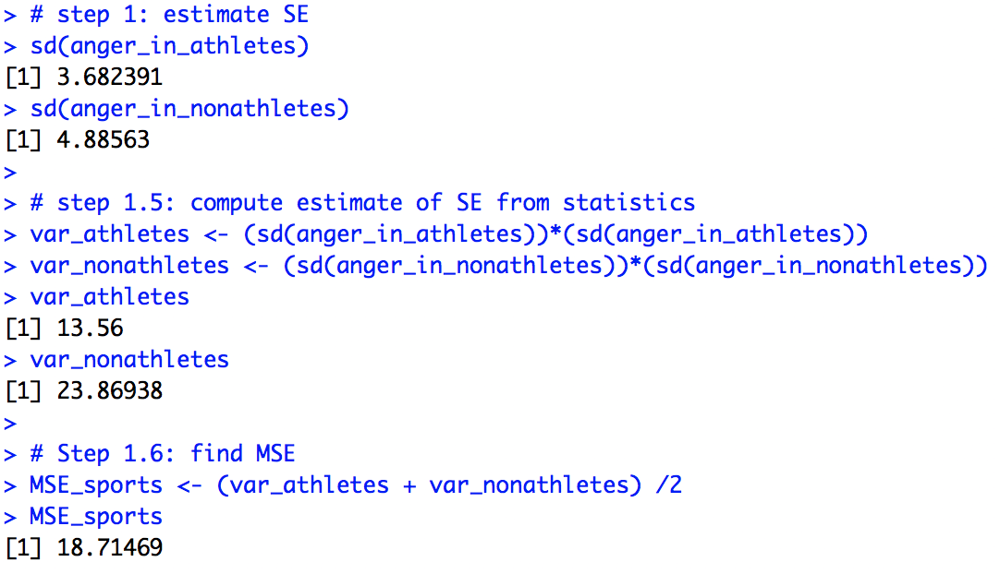 > # step 1: estimate SE
> sd(anger_in_athletes)
[1] 3.682391
> sd(anger_in_nonathletes)
[1] 4.88563
>
> # step 1.5: compute estimate of SE from statistics
> var_athletes <- (sd(anger_in_athletes))*(sd(anger_in_athletes))
> var_nonathletes <- (sd(anger_in_nonathletes))*(sd(anger_in_nonathletes))
> var_athletes
[1] 13.56
> var_nonathletes
[1] 23.86938
>
> # Step 1.6: find MSE
> MSE_sports <- (var_athletes + var_nonathletes) /2
> MSE_sports
[1] 18.71469